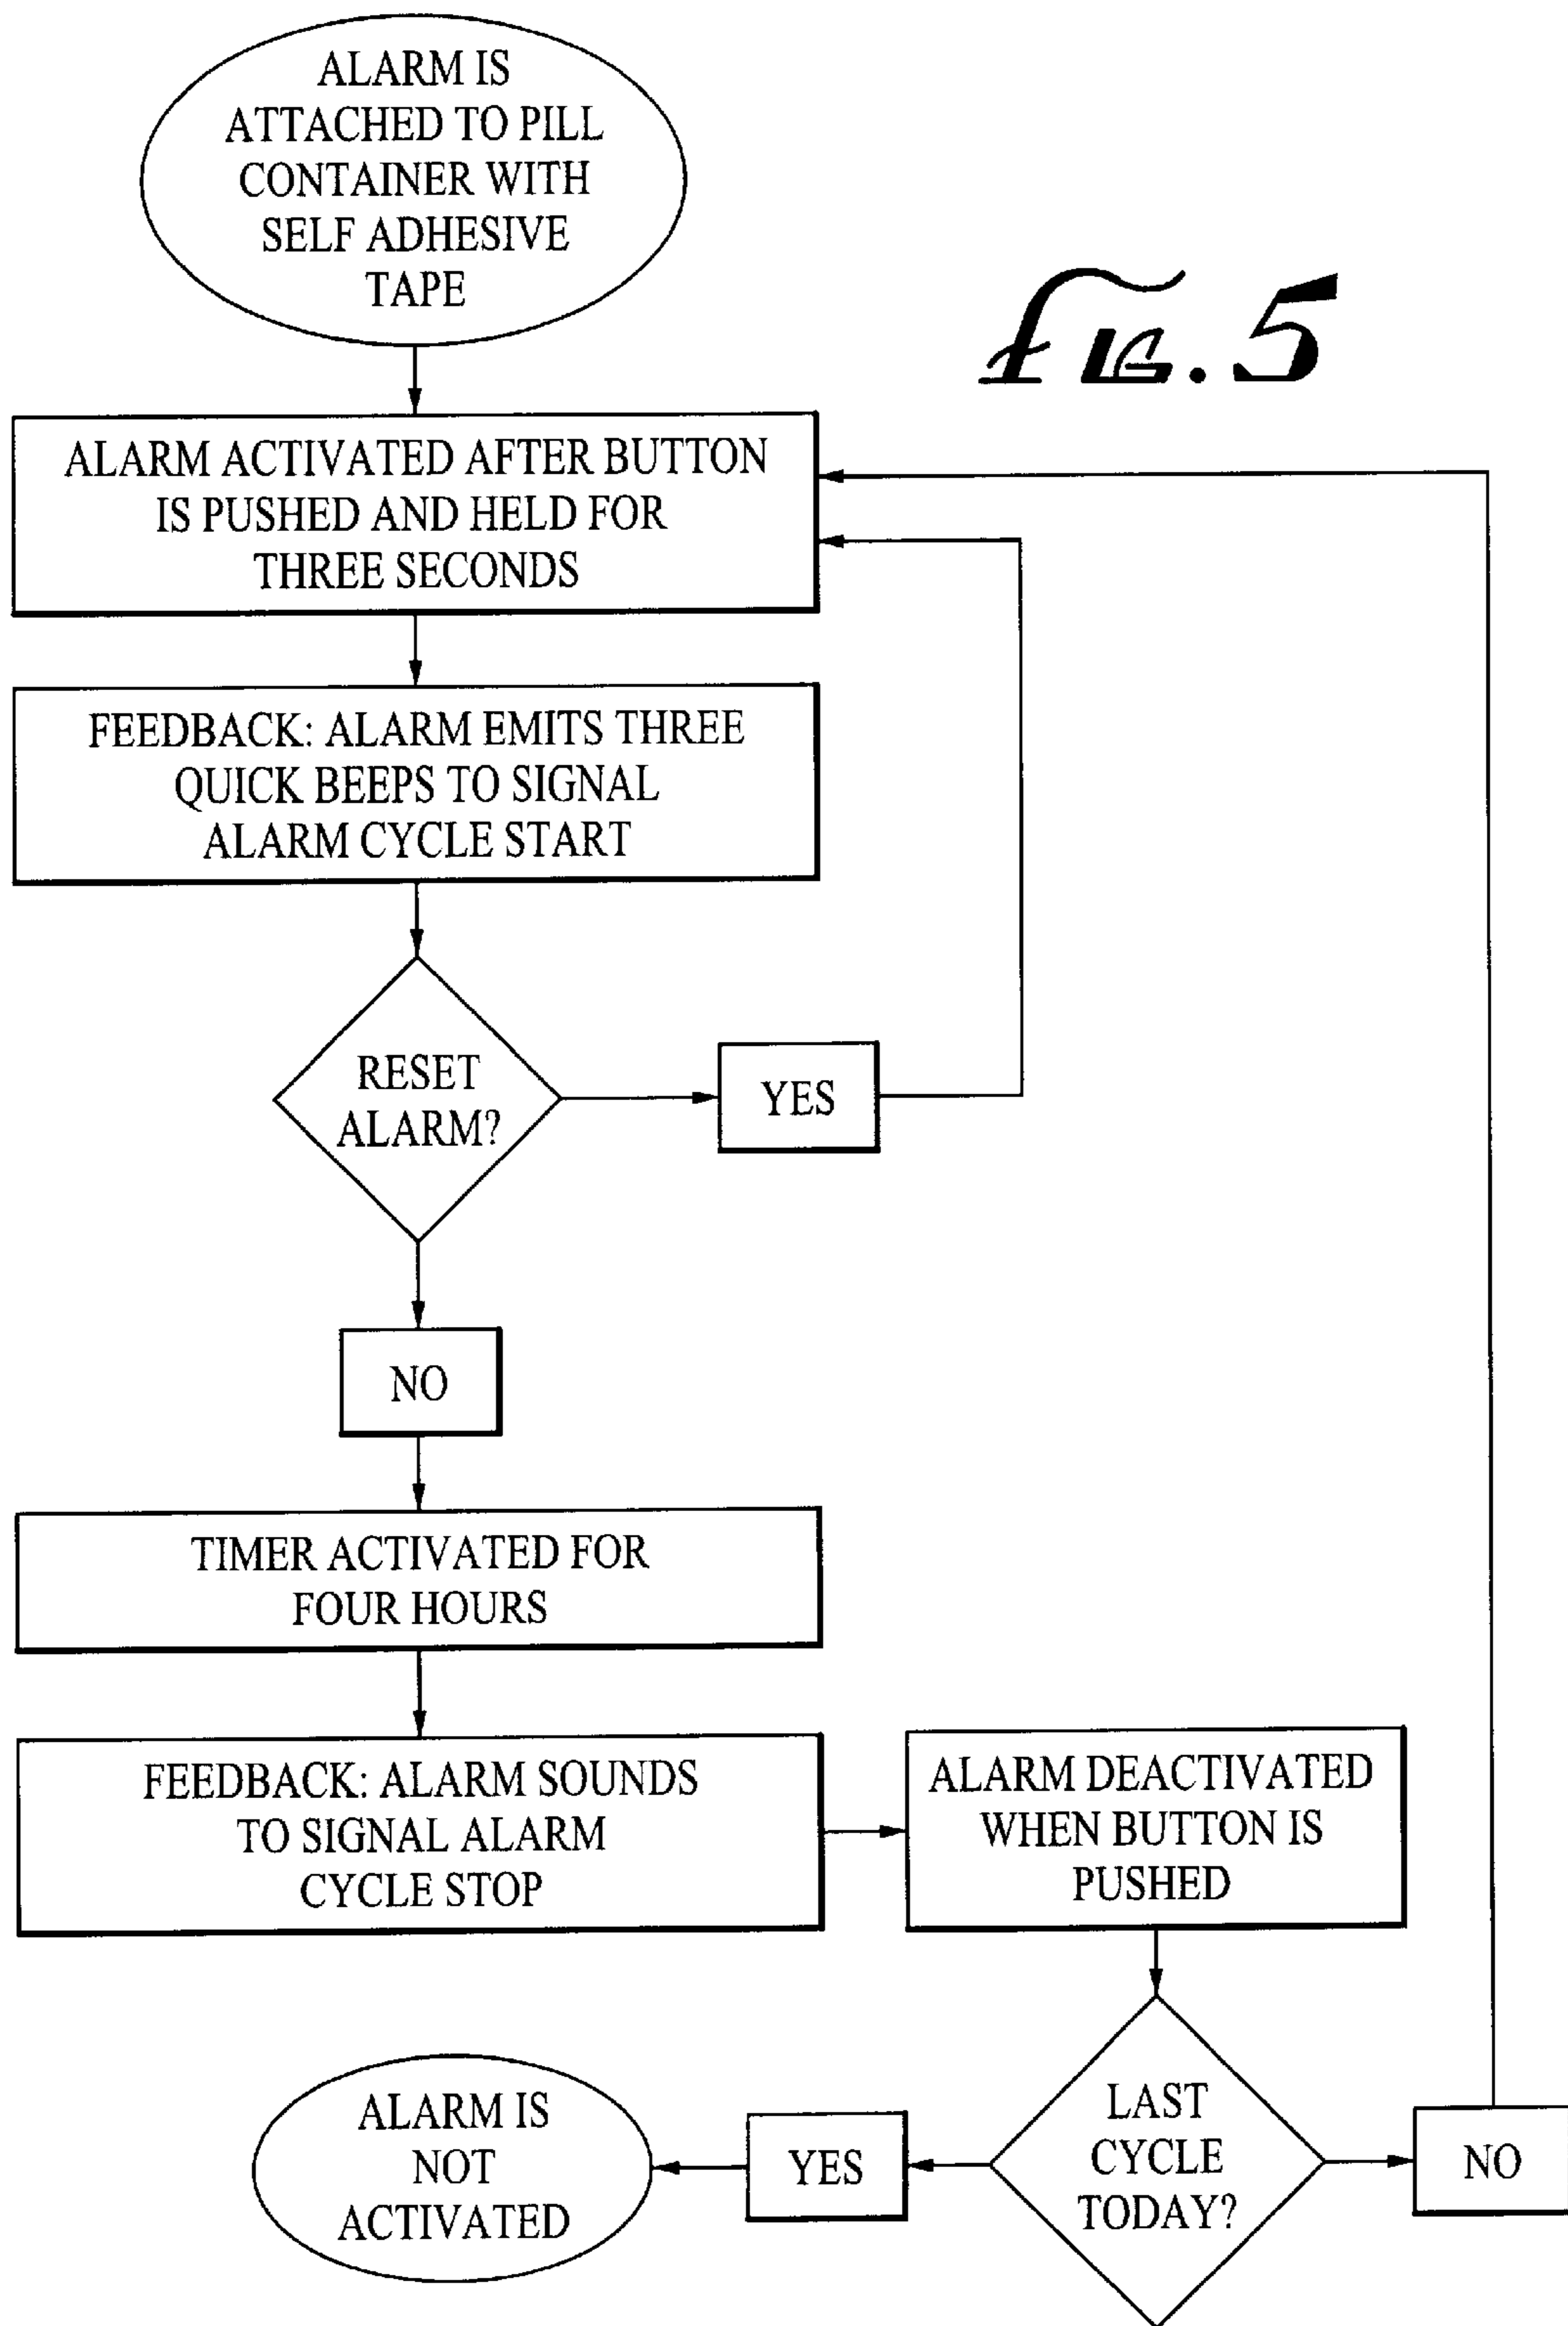 ALARM IS
ATTACHED TO PILL
CONTAINER WITH
SELF ADHESIVE
TAPE
FIG. 5
ALARM ACTIVATED AFTER BUTTON
IS PUSHED AND HELD FOR
THREE SECONDS
FEEDBACK: ALARM EMITS THREE
QUICK BEEPS TO SIGNAL
ALARM CYCLE START
RESET
ALARM?
YES
NO
TIMER ACTIVATED FOR
FOUR HOURS
FEEDBACK: ALARM SOUNDS
TO SIGNAL ALARM
CYCLE STOP
ALARM DEACTIVATED
WHEN BUTTON IS
PUSHED
LAST
CYCLE
TODAY?
YES
NO
ALARM IS
NOT
ACTIVATED